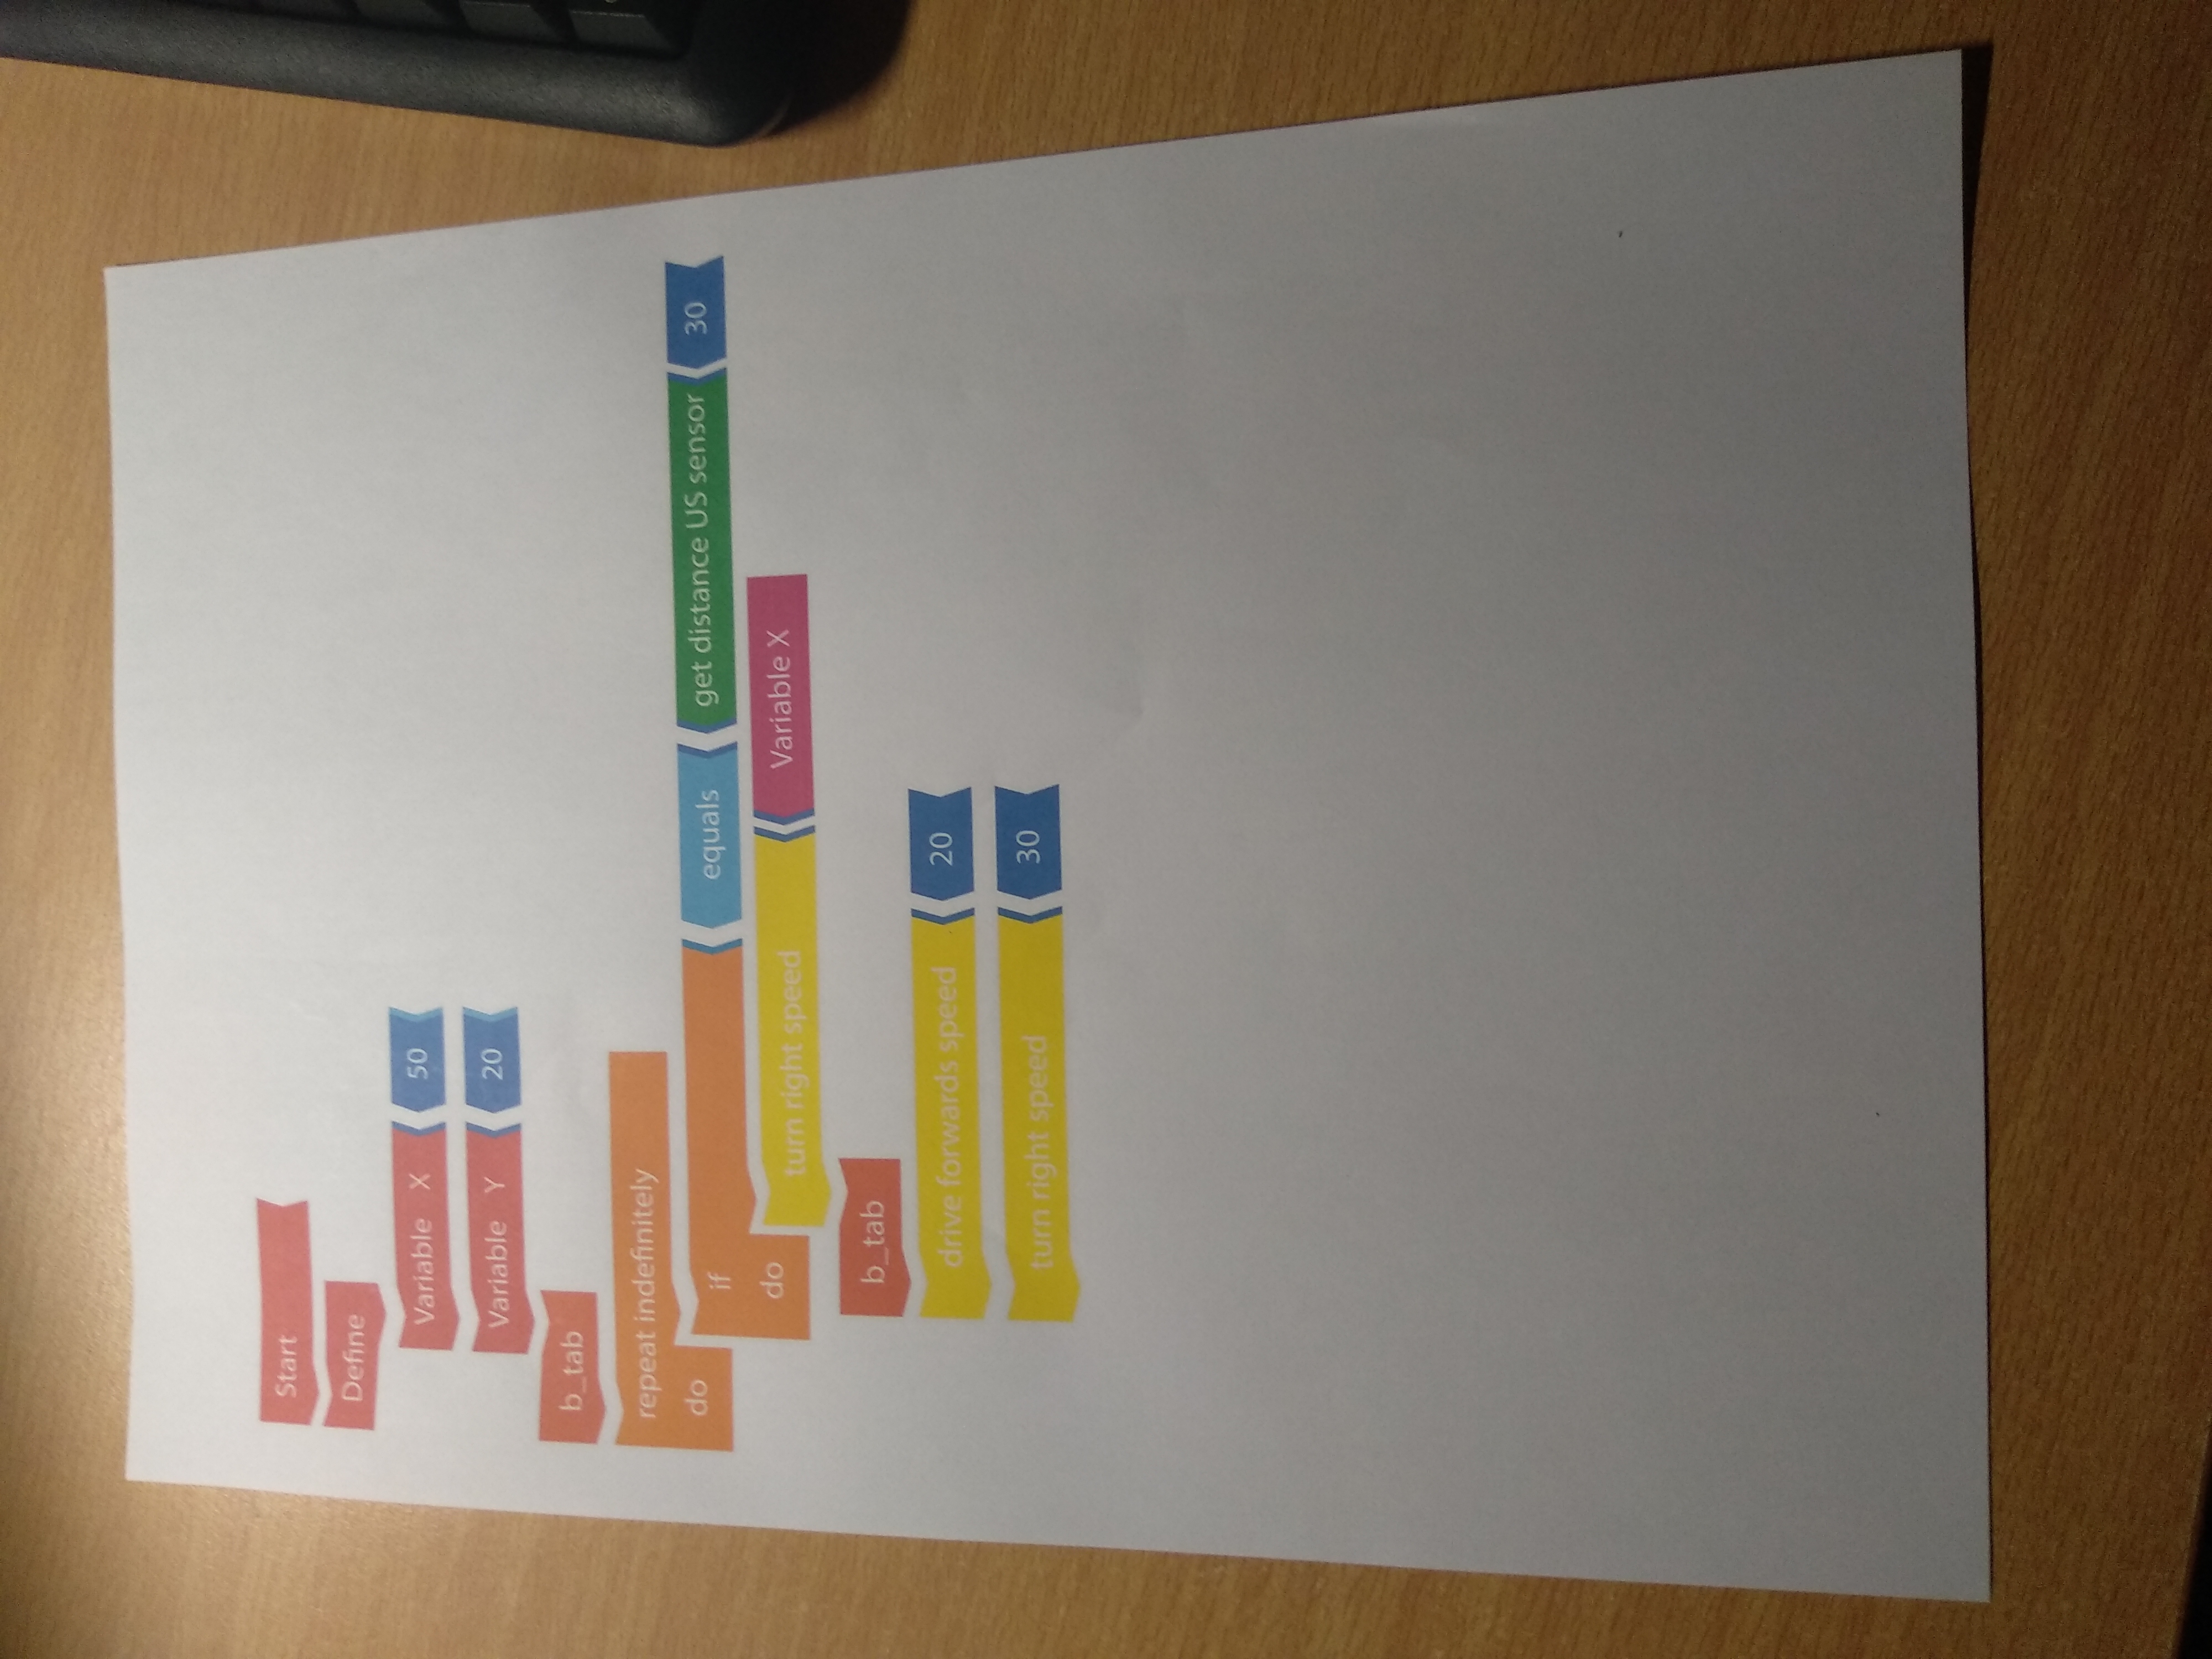 Start
Define
Variable X 50
Variable Y 20
b_tab
repeat indefinitely
do if equals get distance US sensor 30
do turn right speed Variable X
b_tab
drive forwards speed 20
turn right speed 30